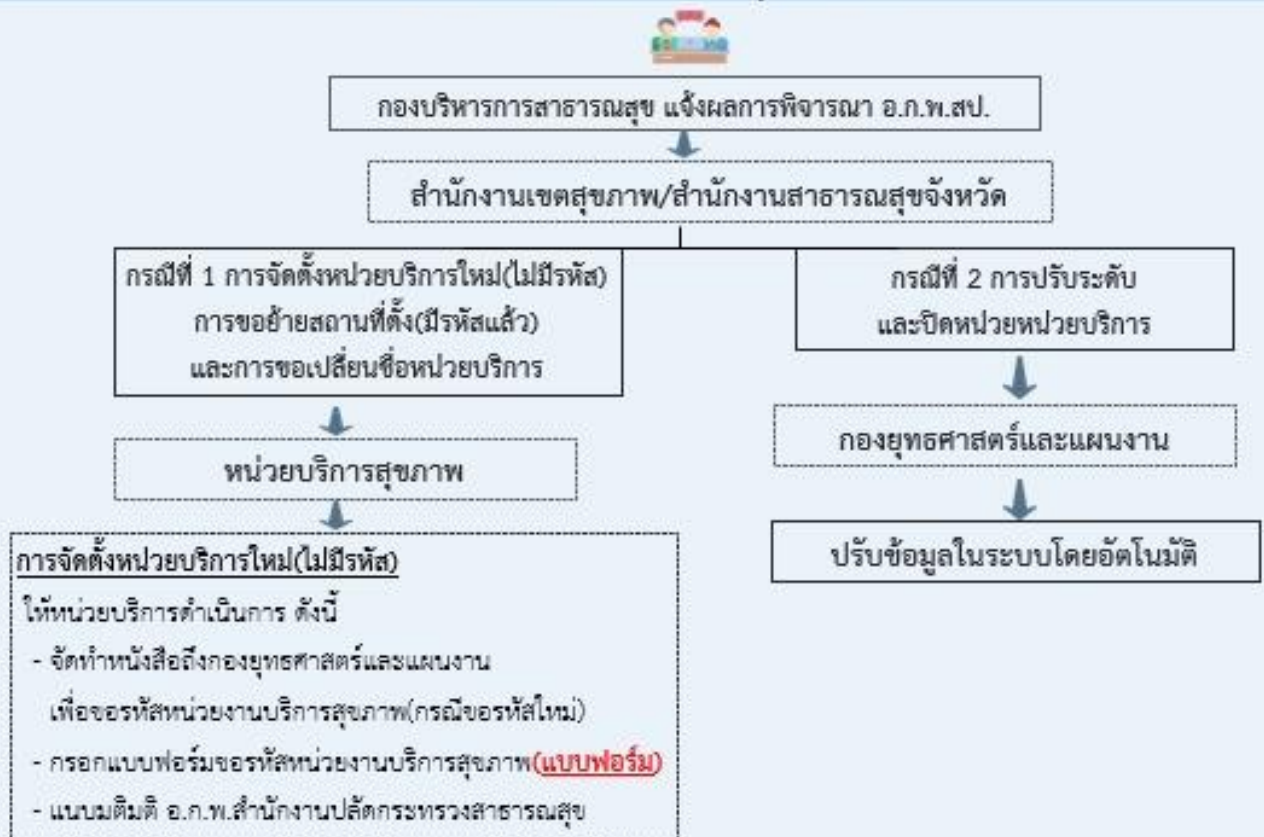 กองบริหารการสาธารณสุข แจ้งผลการพิจารณา อ.ก.พ.สป.
สำนักงานเขตสุขภาพ/สำนักงานสาธารณสุขจังหวัด
กรณีที่ 1 การจัดตั้งหน่วยบริการใหม่(ไม่มีรหัส)
การขอย้ายสถานที่ตั้ง(มีรหัสแล้ว)
และการขอเปลี่ยนชื่อหน่วยบริการ
หน่วยบริการสุขภาพ
การจัดตั้งหน่วยบริการใหม่(ไม่มีรหัส)
ให้หน่วยบริการดำเนินการ ดังนี้
- จัดทำหนังสือถึงกองยุทธศาสตร์และแผนงาน
เพื่อขอรหัสหน่วยงานบริการสุขภาพ(กรณีขอรหัสใหม่)
- กรอกแบบฟอร์มขอรหัสหน่วยงานบริการสุขภาพ(แบบฟอร์ม)
- แนบมติมติ อ.ก.พ.สำนักงานปลัดกระทรวงสาธารณสุข
กรณีที่ 2 การปรับระดับ
และปิดหน่วยหน่วยบริการ
กองยุทธศาสตร์และแผนงาน
ปรับข้อมูลในระบบโดยอัตโนมัติ